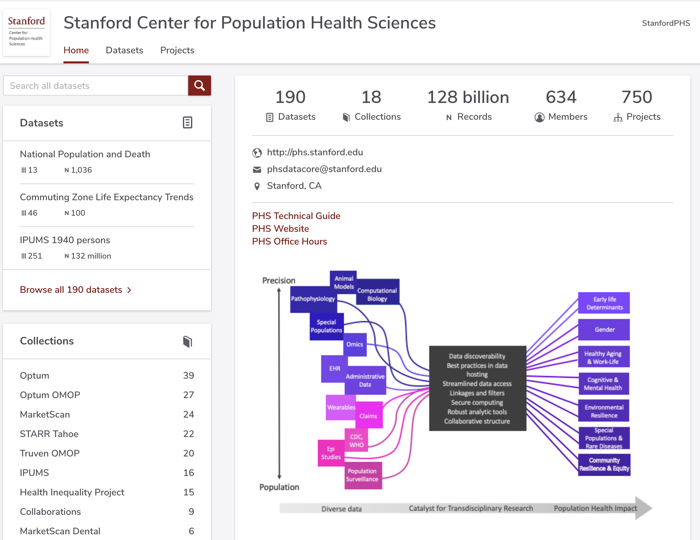 Stanford
Center for
Population Health
Sciences
Stanford Center for Population Health Sciences
StanfordPHS
Home Datasets Projects
Search all datasets
Datasets
National Population and Death
13 N 1,036
Commuting Zone Life Expectancy Trends
46 N 100
IPUMS 1940 persons
251 N 132 million
Browse all 190 datasets >
Collections
Optum 39
Optum OMOP 27
MarketScan 24
STARR Tahoe 22
Truven OMOP 20
IPUMS 16
Health Inequality Project 15
Collaborations 9
MarketScan Dental 6
190 18 128 billion 634 750
Datasets Collections N Records Members Projects
http://phs.stanford.edu
phsdatacore@stanford.edu
Stanford, CA
PHS Technical Guide
PHS Website
PHS Office Hours
Precision
Population
Animal
Models
Computational
Biology
Pathophysiology
Special
Populations
Omics
EHR
Administrative
Data
Wearables
Claims
CDC,
WHO
Epi
Studies
Population
Surveillance
Data discoverability
Best practices in data
hosting
Streamlined data access
Linkages and filters
Secure computing
Robust analytic tools
Collaborative structure
Early life
Determinants
Gender
Healthy Aging
& Work-Life
Cognitive &
Mental Health
Environmental
Resilience
Special
Populations &
Rare Diseases
Community
Resilience & Equity
Diverse data Catalyst for Transdisciplinary Research Population Health Impact